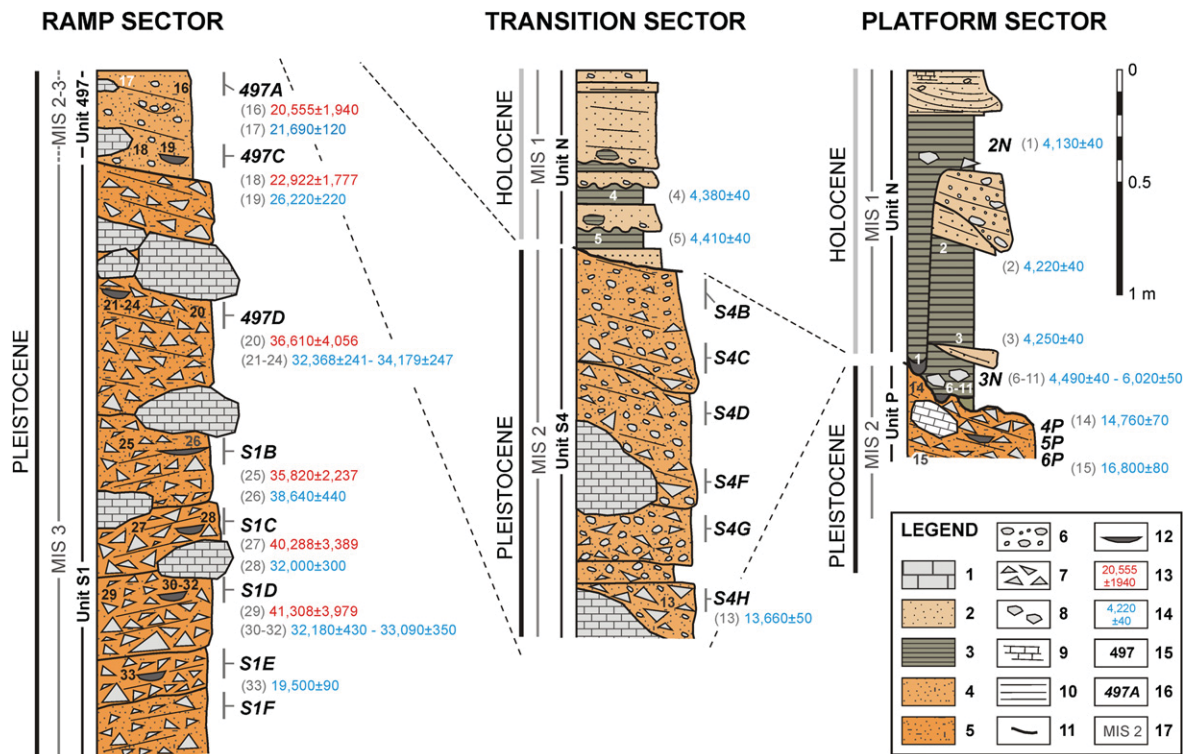 RAMP SECTOR
PLEISTOCENE
MIS 2-3
MIS 3
Unit 497
Unit S1
17
16
497A
(16) 20,555±1,940
(17) 21,690±120
18
19
497C
(18) 22,922±1,777
(19) 26,220±220
21-24
20
497D
(20) 36,610±4,056
(21-24) 32,368±241- 34,179±247
25
26
S1B
(25) 35,820±2,237
(26) 38,640±440
27
28
S1C
(27) 40,288±3,389
(28) 32,000±300
29
30-32
S1D
(29) 41,308±3,979
(30-32) 32,180±430 - 33,090±350
33
S1E
(33) 19,500±90
S1F
TRANSITION SECTOR
HOLOCENE
MIS 1
Unit N
4
(4) 4,380±40
5
(5) 4,410±40
PLEISTOCENE
MIS 2
Unit S4
S4B
S4C
S4D
S4F
S4G
13
S4H
(13) 13,660±50
PLATFORM SECTOR
HOLOCENE
MIS 1
Unit N
2N (1) 4,130±40
2
(2) 4,220±40
3
(3) 4,250±40
1
3N (6-11) 4,490±40 - 6,020±50
6-11
PLEISTOCENE
MIS 2
Unit P
14
4P (14) 14,760±70
5P
6P (15) 16,800±80
15
0
0.5
1 m
LEGEND
1
2
3
4
5
6
7
8
9
10
11
12
20,555
±1940
13
4,220
±40
14
497
15
497A
16
MIS 2
17